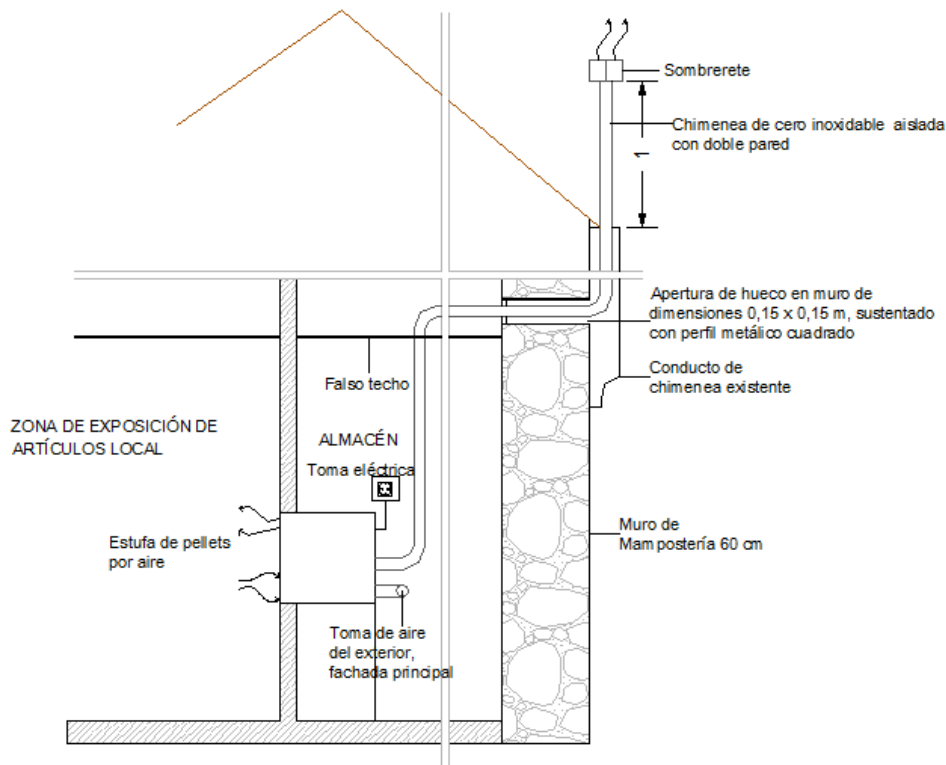 Sombrerete
Chimenea de cero inoxidable aislada
con doble pared
1
Apertura de hueco en muro de
dimensiones 0,15 x 0,15 m, sustentado
con perfil metálico cuadrado
Conducto de
chimenea existente
Falso techo
ZONA DE EXPOSICIÓN DE
ARTÍCULOS LOCAL
ALMACÉN
Toma eléctrica
Estufa de pellets
por aire
Muro de
Mampostería 60 cm
Toma de aire
del exterior,
fachada principal